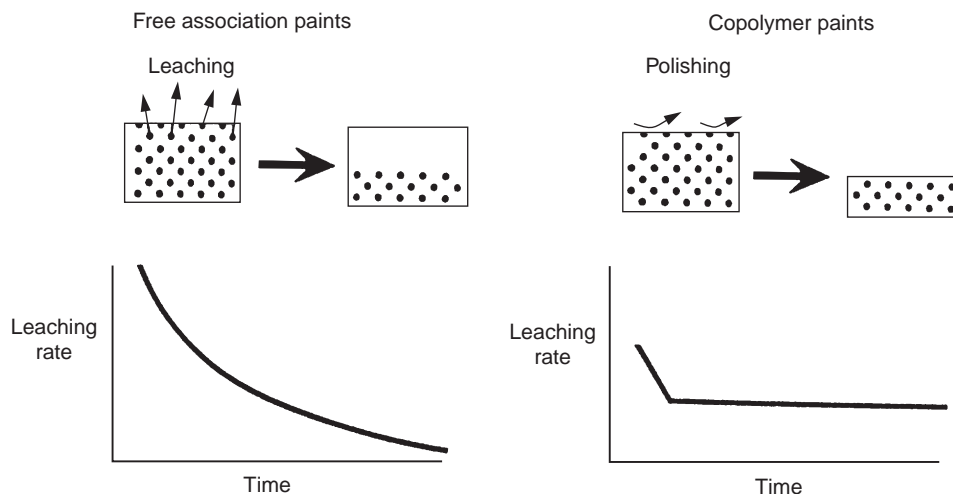 Free association paints
Leaching
Leaching
rate
Time
Copolymer paints
Polishing
Leaching
rate
Time